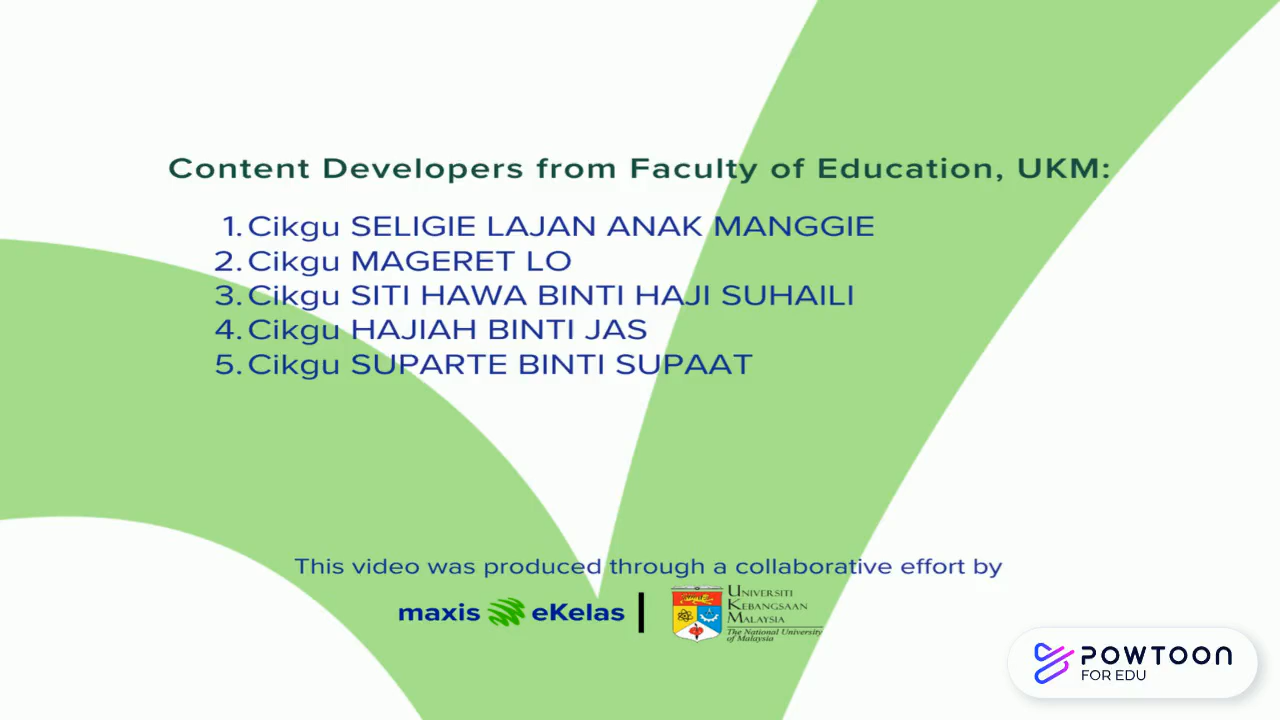 Content Developers from Faculty of Education, UKM:
1. Cikgu SELIGIE LAJAN ANAK MANGGIE
2. Cikgu MAGERET LO
3. Cikgu SITI HAWA BINTI HAJI SUHAILI
4. Cikgu HAJIAH BINTI JAS
5. Cikgu SUPARTE BINTI SUPAAT
This video was produced through a collaborative effort by
maxis eKelas
UNIVERSITI
KEBANGSAAN
MALAYSIA
The National University
of Malaysia
POWTOON
FOR EDU